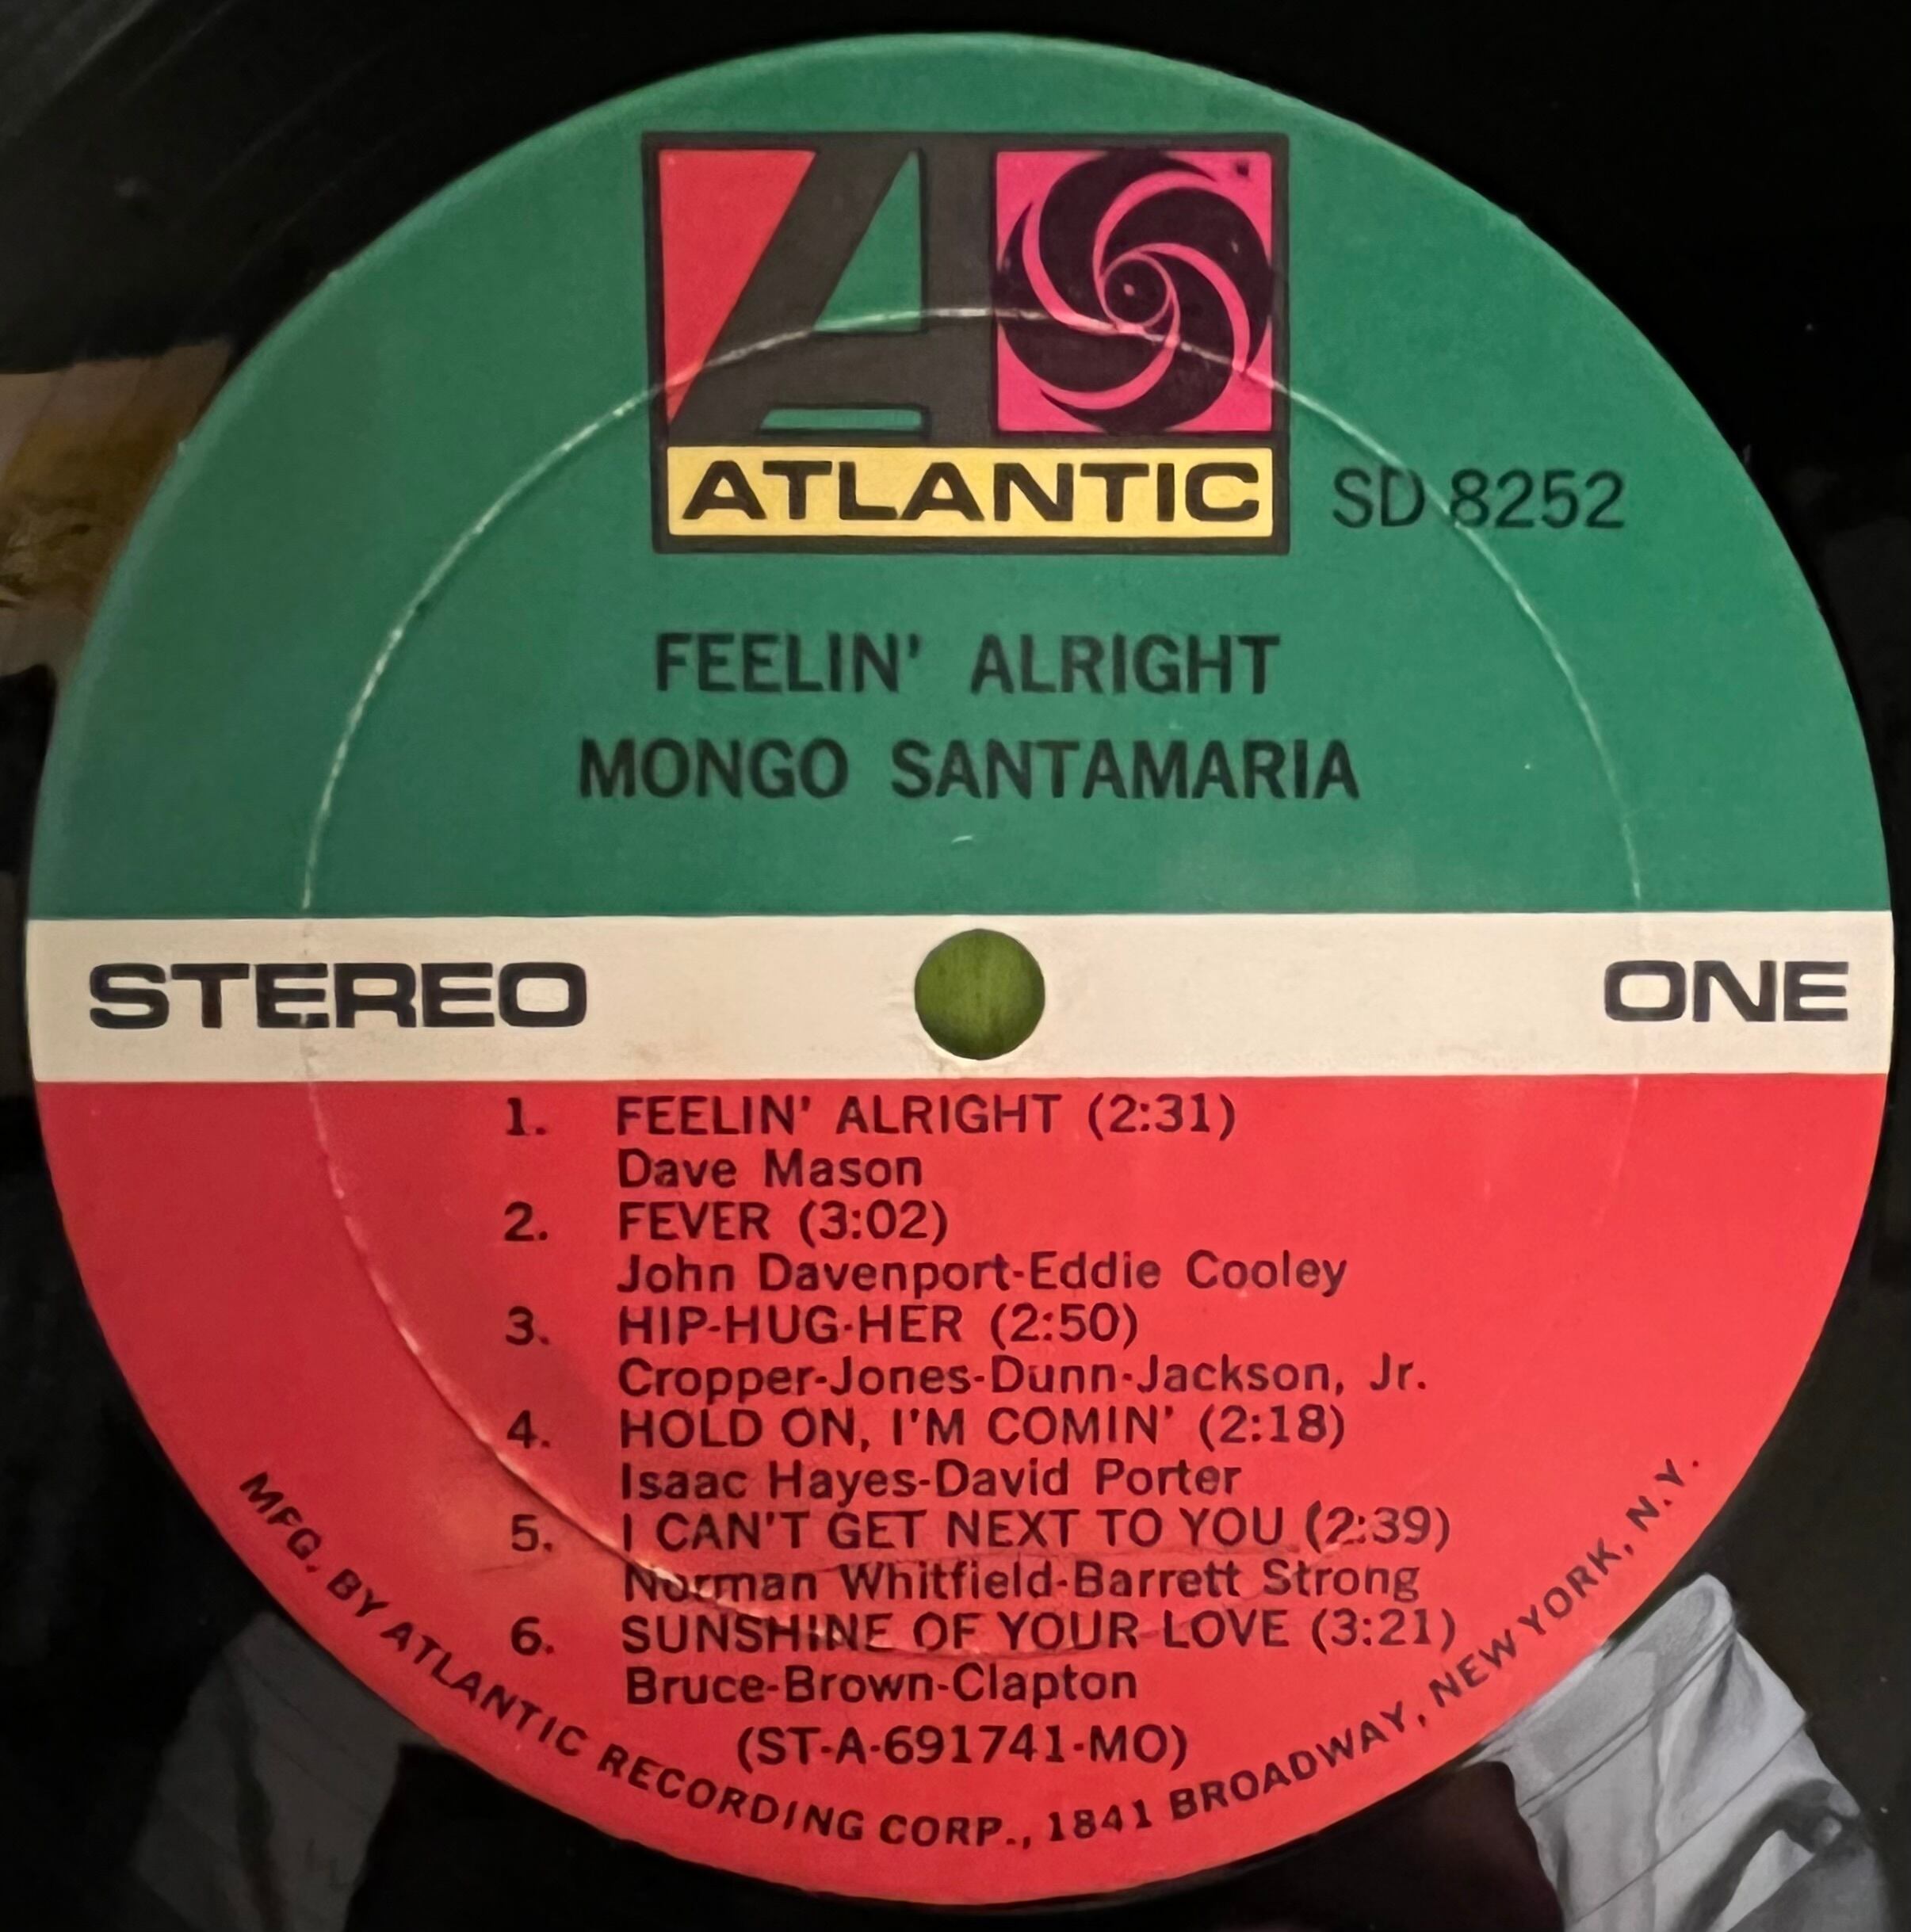 ATLANTIC
SD 8252
FEELIN' ALRIGHT
MONGO SANTAMARIA
STEREO
ONE
1. FEELIN' ALRIGHT (2:31)
Dave Mason
2. FEVER (3:02)
John Davenport-Eddie Cooley
3. HIP-HUG-HER (2:50)
Cropper-Jones-Dunn-Jackson, Jr.
4. HOLD ON, I'M COMIN' (2:18)
Isaac Hayes-David Porter
5. I CAN'T GET NEXT TO YOU (2:39)
Norman Whitfield-Barrett Strong
6. SUNSHINE OF YOUR LOVE (3:21)
Bruce-Brown-Clapton
(ST-A-691741-MO)
MFG. BY ATLANTIC RECORDING CORP., 1841 BROADWAY, NEW YORK, N.Y.